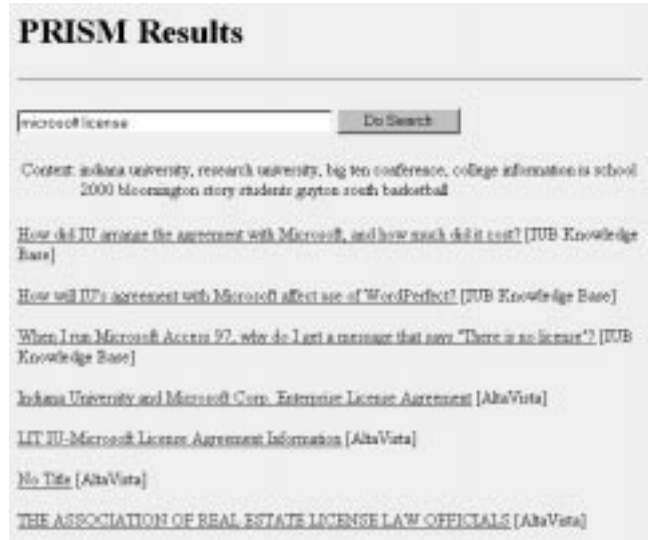 PRISM Results
microsoft license
Do Search
Context: indiana university, research university, big ten conference, college information iu school
2000 bloomington story students guyton south basketball
How did IU arrange the agreement with Microsoft, and how much did it cost? [IUB Knowledge
Base]
How will IU's agreement with Microsoft affect use of WordPerfect? [IUB Knowledge Base]
When I run Microsoft Access 97, why do I get a message that says "There is no license"? [IUB
Knowledge Base]
Indiana University and Microsoft Corp. Enterprise License Agreement [AltaVista]
LIT IU-Microsoft License Agreement Information [AltaVista]
No Title [AltaVista]
THE ASSOCIATION OF REAL ESTATE LICENSE LAW OFFICIALS [AltaVista]